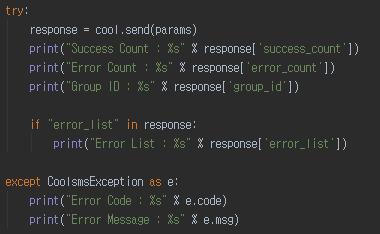 try:
    response = cool.send(params)
    print("Success Count : %s" % response['success_count'])
    print("Error Count : %s" % response['error_count'])
    print("Group ID : %s" % response['group_id'])

    if "error_list" in response:
        print("Error List : %s" % response['error_list'])

except CoolsmsException as e:
    print("Error Code : %s" % e.code)
    print("Error Message : %s" % e.msg)